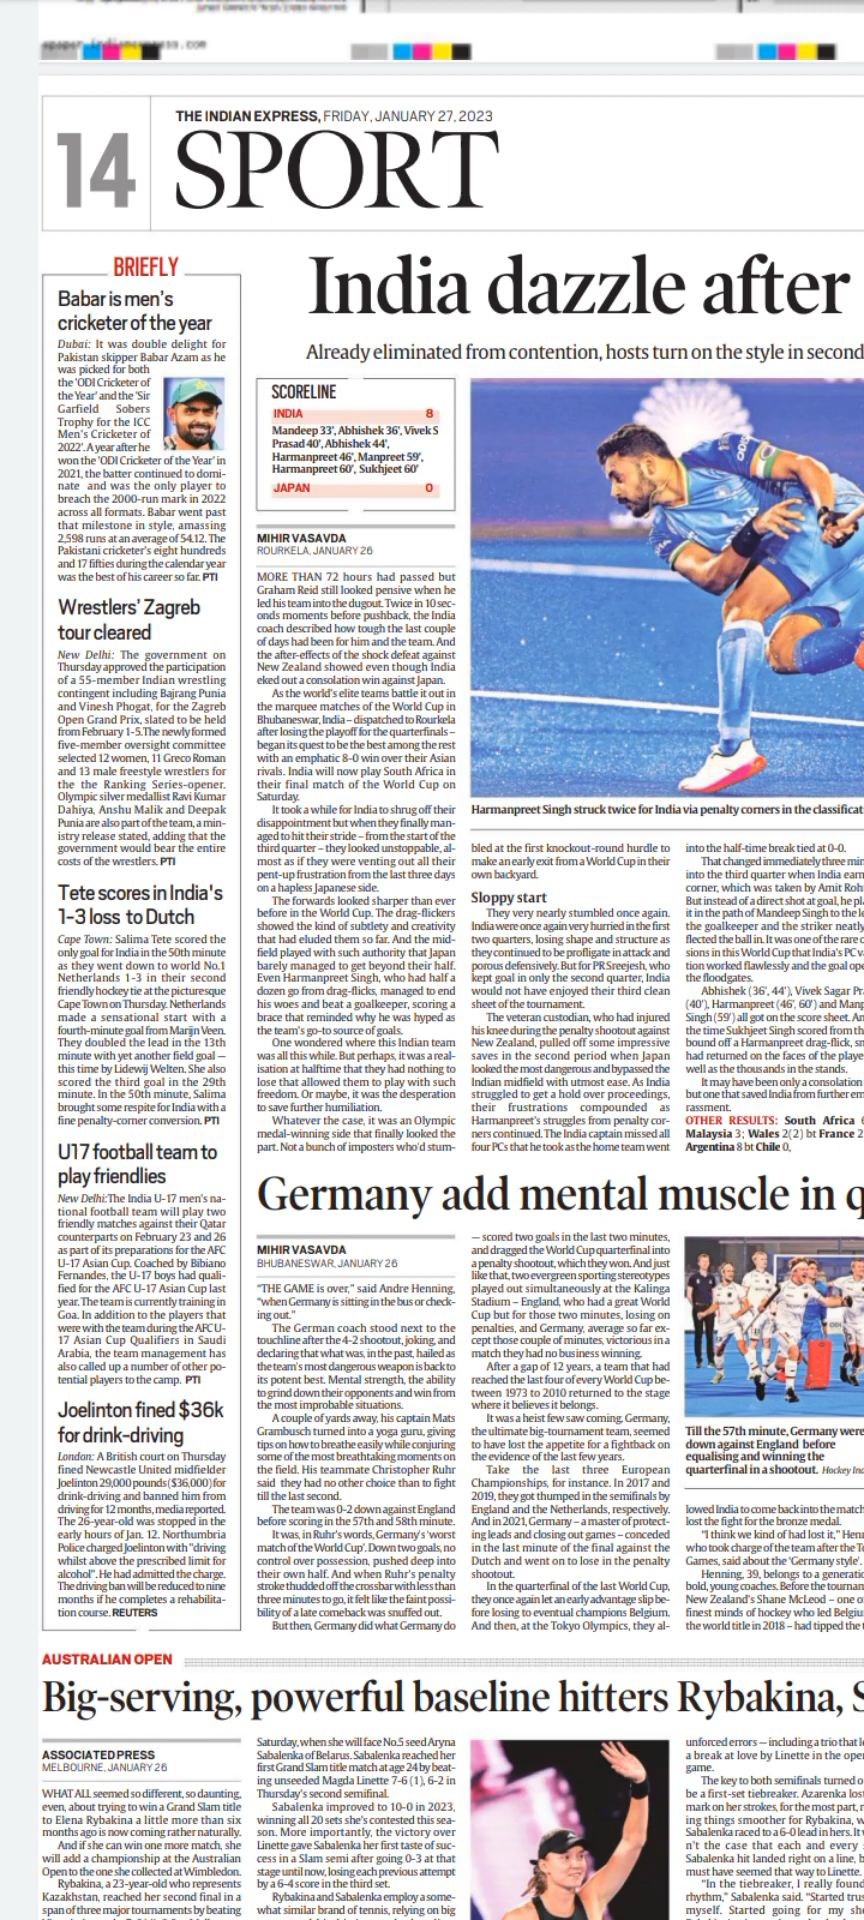 epaper.indianexpress.com
14
THE INDIAN EXPRESS, FRIDAY, JANUARY 27, 2023
SPORT
BRIEFLY
Babar is men's
cricketer of the year
Dubai: It was double delight for
Pakistan skipper Babar Azam as he
was picked for both
the 'ODI Cricketer of
the Year' and the 'Sir
Garfield Sobers
Trophy for the ICC
Men's Cricketer of
2022'. A year after he
won the 'ODI Cricketer of the Year' in
2021, the batter continued to domi-
nate and was the only player to
breach the 2000-run mark in 2022
across all formats. Babar went past
that milestone in style, amassing
2,598 runs at an average of 54.12. The
Pakistani cricketer's eight hundreds
and 17 fifties during the calendar year
was the best of his career so far. PTI
Wrestlers' Zagreb
tour cleared
New Delhi: The government on
Thursday approved the participation
of a 55-member Indian wrestling
contingent including Bajrang Punia
and Vinesh Phogat, for the Zagreb
Open Grand Prix, slated to be held
from February 1-5.The newly formed
five-member oversight committee
selected 12 women, 11 Greco Roman
and 13 male freestyle wrestlers for
the the Ranking Series-opener.
Olympic silver medallist Ravi Kumar
Dahiya, Anshu Malik and Deepak
Punia are also part of the team, a min-
istry release stated, adding that the
government would bear the entire
costs of the wrestlers. PTI
Tete scores in India's
1-3 loss to Dutch
Cape Town: Salima Tete scored the
only goal for India in the 50th minute
as they went down to world No.1
Netherlands 1-3 in their second
friendly hockey tie at the picturesque
Cape Town on Thursday. Netherlands
made a sensational start with a
fourth-minute goal from Marijn Veen.
They doubled the lead in the 13th
minute with yet another field goal —
this time by Lidewij Welten. She also
scored the third goal in the 29th
minute. In the 50th minute, Salima
brought some respite for India with a
fine penalty-corner conversion. PTI
U17 football team to
play friendlies
New Delhi:The India U-17 men's na-
tional football team will play two
friendly matches against their Qatar
counterparts on February 23 and 26
as part of its preparations for the AFC
U-17 Asian Cup. Coached by Bibiano
Fernandes, the U-17 boys had quali-
fied for the AFC U-17 Asian Cup last
year. The team is currently training in
Goa. In addition to the players that
were with the team during the AFC U-
17 Asian Cup Qualifiers in Saudi
Arabia, the team management has
also called up a number of other po-
tential players to the camp. PTI
Joelinton fined $36k
for drink-driving
London: A British court on Thursday
fined Newcastle United midfielder
Joelinton 29,000 pounds ($36,000) for
drink-driving and banned him from
driving for 12 months, media reported.
The 26-year-old was stopped in the
early hours of Jan. 12. Northumbria
Police charged Joelinton with "driving
whilst above the prescribed limit for
alcohol". He had admitted the charge.
The driving ban will be reduced to nine
months if he completes a rehabilita-
tion course. REUTERS
India dazzle after
Already eliminated from contention, hosts turn on the style in second
SCORELINE
INDIA 8
Mandeep 33', Abhishek 36', Vivek S
Prasad 40', Abhishek 44',
Harmanpreet 46', Manpreet 59',
Harmanpreet 60', Sukhjeet 60'
JAPAN 0
MIHIR VASAVDA
ROURKELA, JANUARY 26
MORE THAN 72 hours had passed but
Graham Reid still looked pensive when he
led his team into the dugout. Twice in 10 sec-
onds moments before pushback, the India
coach described how tough the last couple
of days had been for him and the team. And
the after-effects of the shock defeat against
New Zealand showed even though India
eked out a consolation win against Japan.
As the world's elite teams battle it out in
the marquee matches of the World Cup in
Bhubaneswar, India – dispatched to Rourkela
after losing the playoff for the quarterfinals –
began its quest to be the best among the rest
with an emphatic 8-0 win over their Asian
rivals. India will now play South Africa in
their final match of the World Cup on
Saturday.
It took a while for India to shrug off their
disappointment but when they finally man-
aged to hit their stride – from the start of the
third quarter – they looked unstoppable, al-
most as if they were venting out all their
pent-up frustration from the last three days
on a hapless Japanese side.
The forwards looked sharper than ever
before in the World Cup. The drag-flickers
showed the kind of subtlety and creativity
that had eluded them so far. And the mid-
field played with such authority that Japan
barely managed to get beyond their half.
Even Harmanpreet Singh, who had half a
dozen go from drag-flicks, managed to end
his woes and beat a goalkeeper, scoring a
brace that reminded why he was hyped as
the team's go-to source of goals.
One wondered where this Indian team
was all this while. But perhaps, it was a real-
isation at halftime that they had nothing to
lose that allowed them to play with such
freedom. Or maybe, it was the desperation
to save further humiliation.
Whatever the case, it was an Olympic
medal-winning side that finally looked the
part. Not a bunch of imposters who'd stum-
Harmanpreet Singh struck twice for India via penalty corners in the classificat
bled at the first knockout-round hurdle to
make an early exit from a World Cup in their
own backyard.
Sloppy start
They very nearly stumbled once again.
India were once again very hurried in the first
two quarters, losing shape and structure as
they continued to be profligate in attack and
porous defensively. But for PR Sreejesh, who
kept goal in only the second quarter, India
would not have enjoyed their third clean
sheet of the tournament.
The veteran custodian, who had injured
his knee during the penalty shootout against
New Zealand, pulled off some impressive
saves in the second period when Japan
looked the most dangerous and bypassed the
Indian midfield with utmost ease. As India
struggled to get a hold over proceedings,
their frustrations compounded as
Harmanpreet's struggles from penalty cor-
ners continued. The India captain missed all
four PCs that he took as the home team went
into the half-time break tied at 0-0.
That changed immediately three min
into the third quarter when India earn
corner, which was taken by Amit Roh
But instead of a direct shot at goal, he pla
it in the path of Mandeep Singh to the le
the goalkeeper and the striker neatly
flected the ball in. It was one of the rare o
sions in this World Cup that India's PC va
tion worked flawlessly and the goal ope
the floodgates.
Abhishek (36', 44'), Vivek Sagar Pra
(40'), Harmanpreet (46', 60') and Manp
Singh (59') all got on the score sheet. An
the time Sukhjeet Singh scored from th
bound off a Harmanpreet drag-flick, sm
had returned on the faces of the playe
well as the thousands in the stands.
It may have been only a consolation
but one that saved India from further em
rassment.
OTHER RESULTS: South Africa 6
Malaysia 3; Wales 2(2) bt France 2
Argentina 8 bt Chile 0,
Germany add mental muscle in q
MIHIR VASAVDA
BHUBANESWAR, JANUARY 26
"THE GAME is over," said Andre Henning,
"when Germany is sitting in the bus or check-
ing out."
The German coach stood next to the
touchline after the 4-2 shootout, joking, and
declaring that what was, in the past, hailed as
the team's most dangerous weapon is back to
its potent best. Mental strength, the ability
to grind down their opponents and win from
the most improbable situations.
A couple of yards away, his captain Mats
Grambusch turned into a yoga guru, giving
tips on how to breathe easily while conjuring
some of the most breathtaking moments on
the field. His teammate Christopher Ruhr
said they had no other choice than to fight
till the last second.
The team was 0-2 down against England
before scoring in the 57th and 58th minute.
It was, in Ruhr's words, Germany's 'worst
match of the World Cup'. Down two goals, no
control over possession, pushed deep into
their own half. And when Ruhr's penalty
stroke thudded off the crossbar with less than
three minutes to go, it felt like the faint possi-
bility of a late comeback was snuffed out.
But then, Germany did what Germany do
— scored two goals in the last two minutes,
and dragged the World Cup quarterfinal into
a penalty shootout, which they won. And just
like that, two evergreen sporting stereotypes
played out simultaneously at the Kalinga
Stadium – England, who had a great World
Cup but for those two minutes, losing on
penalties, and Germany, average so far ex-
cept those couple of minutes, victorious in a
match they had no business winning.
After a gap of 12 years, a team that had
reached the last four of every World Cup be-
tween 1973 to 2010 returned to the stage
where it believes it belongs.
It was a heist few saw coming. Germany,
the ultimate big-tournament team, seemed
to have lost the appetite for a fightback on
the evidence of the last few years.
Take the last three European
Championships, for instance. In 2017 and
2019, they got thumped in the semifinals by
England and the Netherlands, respectively.
And in 2021, Germany – a master of protect-
ing leads and closing out games – conceded
in the last minute of the final against the
Dutch and went on to lose in the penalty
shootout.
In the quarterfinal of the last World Cup,
they once again let an early advantage slip be-
fore losing to eventual champions Belgium.
And then, at the Tokyo Olympics, they al-
Till the 57th minute, Germany were
down against England before
equalising and winning the
quarterfinal in a shootout. Hockey Ind
lowed India to come back into the match
lost the fight for the bronze medal.
"I think we kind of had lost it," Henn
who took charge of the team after the To
Games, said about the 'Germany style'.
Henning, 39, belongs to a generatio
bold, young coaches. Before the tournam
New Zealand's Shane McLeod – one o
finest minds of hockey who led Belgiu
the world title in 2018 – had tipped the t
AUSTRALIAN OPEN
Big-serving, powerful baseline hitters Rybakina, S
ASSOCIATED PRESS
MELBOURNE, JANUARY 26
WHAT ALL seemed so different, so daunting,
even, about trying to win a Grand Slam title
to Elena Rybakina a little more than six
months ago is now coming rather naturally.
And if she can win one more match, she
will add a championship at the Australian
Open to the one she collected at Wimbledon.
Rybakina, a 23-year-old who represents
Kazakhstan, reached her second final in a
span of three major tournaments by beating
Saturday, when she will face No.5 seed Aryna
Sabalenka of Belarus. Sabalenka reached her
first Grand Slam title match at age 24 by beat-
ing unseeded Magda Linette 7-6 (1), 6-2 in
Thursday's second semifinal.
Sabalenka improved to 10-0 in 2023,
winning all 20 sets she's contested this sea-
son. More importantly, the victory over
Linette gave Sabalenka her first taste of suc-
cess in a Slam semi after going 0-3 at that
stage until now, losing each previous attempt
by a 6-4 score in the third set.
Rybakina and Sabalenka employ a some-
what similar brand of tennis, relying on big
unforced errors — including a trio that le
a break at love by Linette in the open
game.
The key to both semifinals turned o
be a first-set tiebreaker. Azarenka lost
mark on her strokes, for the most part, m
ing things smoother for Rybakina, w
Sabalenka raced to a 6-0 lead in hers. It w
n't the case that each and every s
Sabalenka hit landed right on a line, b
must have seemed that way to Linette.
"In the tiebreaker, I really found
rhythm," Sabalenka said. "Started trus
myself. Started going for my sh